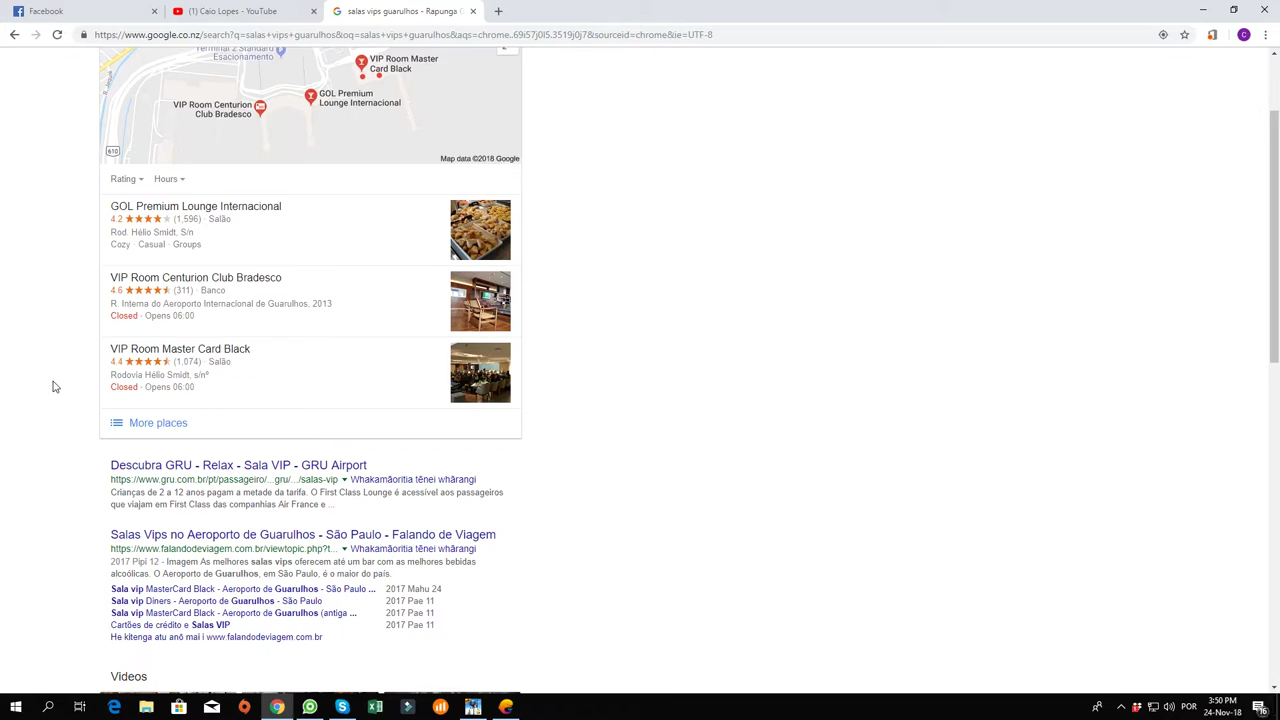 Facebook
(10) YouTube
salas vips guarulhos - Rapunga G
https://www.google.co.nz/search?q=salas+vips+guarulhos&oq=salas+vips+guarulhos&aqs=chrome..69i57j0l5.3519j0j7&sourceid=chrome&ie=UTF-8
Terminal 2 Standard
Esacionamento
VIP Room Master
Card Black
GOL Premium
Lounge Internacional
VIP Room Centurion
Club Bradesco
610
Map data ©2018 Google
Rating
Hours
GOL Premium Lounge Internacional
4.2 (1,596) · Salão
Rod. Hélio Smidt, S/n
Cozy · Casual · Groups
VIP Room Centurion Club Bradesco
4.6 (311) · Banco
R. Interna do Aeroporto Internacional de Guarulhos, 2013
Closed · Opens 06:00
VIP Room Master Card Black
4.4 (1,074) · Salão
Rodovia Hélio Smidt, s/nº
Closed · Opens 06:00
More places
Descubra GRU - Relax - Sala VIP - GRU Airport
https://www.gru.com.br/pt/passageiro/...gru/.../salas-vip Whakamāoritia tēnei whārangi
Crianças de 2 a 12 anos pagam a metade da tarifa. O First Class Lounge é acessível aos passageiros
que viajam em First Class das companhias Air France e ...
Salas Vips no Aeroporto de Guarulhos - São Paulo - Falando de Viagem
https://www.falandodeviagem.com.br/viewtopic.php?t... Whakamāoritia tēnei whārangi
2017 Pipi 12 - Imagem As melhores salas vips oferecem até um bar com as melhores bebidas
alcoólicas. O Aeroporto de Guarulhos, em São Paulo, é o maior do país.
Sala vip MasterCard Black - Aeroporto de Guarulhos - São Paulo ... 2017 Mahu 24
Sala vip Diners - Aeroporto de Guarulhos - São Paulo 2017 Pae 11
Sala vip MasterCard Black - Aeroporto de Guarulhos (antiga ... 2017 Pae 11
Cartões de crédito e Salas VIP 2017 Pae 11
He kitenga atu anō mai i www.falandodeviagem.com.br
Videos
POR
3:50 PM
24-Nov-18